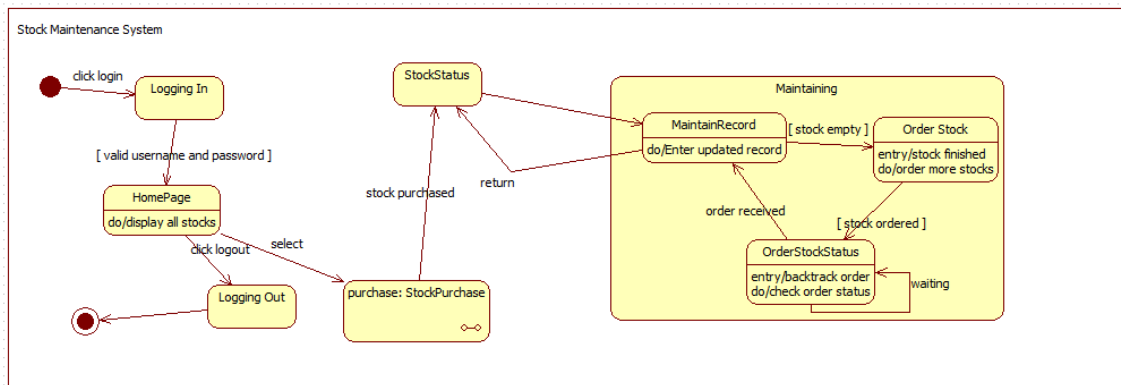 Stock Maintenance System
click login
Logging In
[ valid username and password ]
HomePage
do/display all stocks
click logout
select
Logging Out
purchase: StockPurchase
stock purchased
StockStatus
return
Maintaining
MaintainRecord
do/Enter updated record
[ stock empty ]
Order Stock
entry/stock finished
do/order more stocks
order received
[ stock ordered ]
OrderStockStatus
entry/backtrack order
do/check order status
waiting